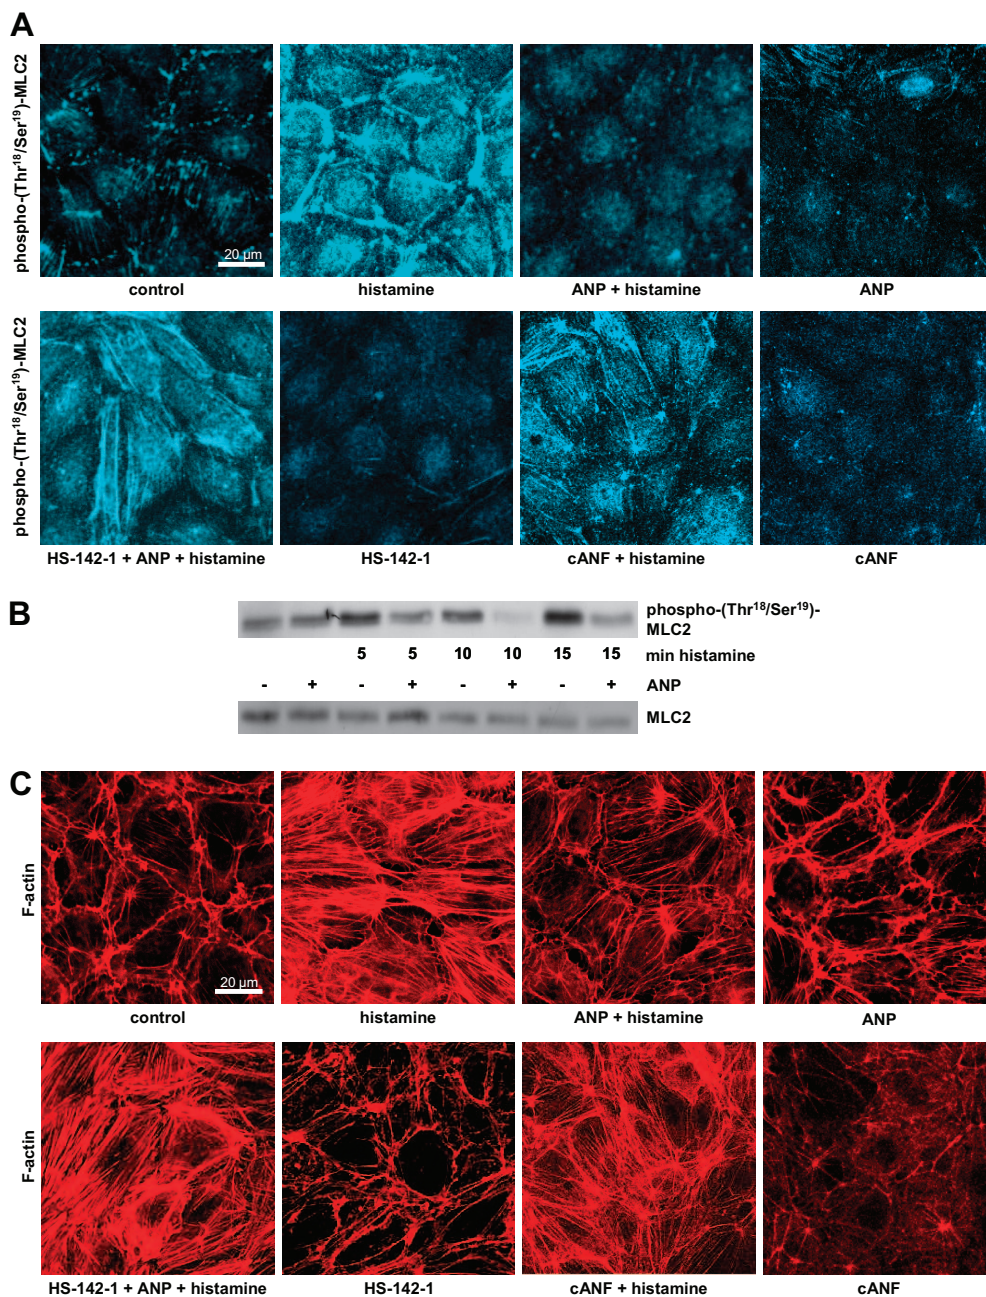 A
phospho-(Thr18/Ser19)-MLC2
20 µm
control
histamine
ANP + histamine
ANP
phospho-(Thr18/Ser19)-MLC2
HS-142-1 + ANP + histamine
HS-142-1
cANF + histamine
cANF
B
phospho-(Thr18/Ser19)-
MLC2
5 5 10 10 15 15 min histamine
- + - + - + - + ANP
MLC2
C
F-actin
20 µm
control
histamine
ANP + histamine
ANP
F-actin
HS-142-1 + ANP + histamine
HS-142-1
cANF + histamine
cANF